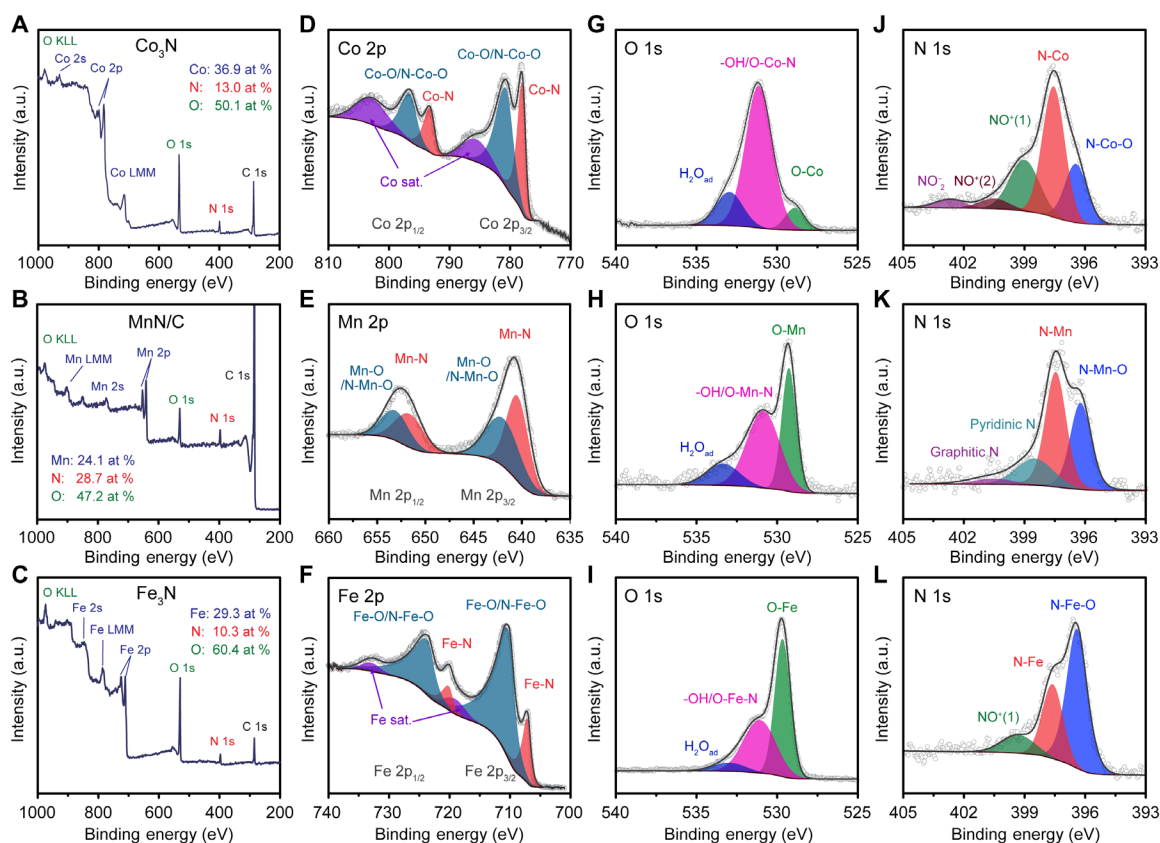 A
Co₃N
O KLL
Co 2s
Co 2p
Co: 36.9 at %
N: 13.0 at %
O: 50.1 at %
Co LMM
O 1s
N 1s
C 1s
Intensity (a.u.)
1000 800 600 400 200
Binding energy (eV)
D
Co 2p
Co-O/N-Co-O
Co-O/N-Co-O
Co-N
Co-N
Co sat.
Co 2p₁/₂
Co 2p₃/₂
Intensity (a.u.)
810 800 790 780 770
Binding energy (eV)
G
O 1s
-OH/O-Co-N
H₂Oad
O-Co
Intensity (a.u.)
540 535 530 525
Binding energy (eV)
J
N 1s
N-Co
NO⁺(1)
N-Co-O
NO⁻₂
NO⁺(2)
Intensity (a.u.)
405 402 399 396 393
Binding energy (eV)
B
MnN/C
O KLL
Mn LMM
Mn 2p
Mn 2s
C 1s
O 1s
N 1s
Mn: 24.1 at %
N: 28.7 at %
O: 47.2 at %
Intensity (a.u.)
1000 800 600 400 200
Binding energy (eV)
E
Mn 2p
Mn-N
Mn-N
Mn-O
/N-Mn-O
Mn-O
/N-Mn-O
Mn 2p₁/₂
Mn 2p₃/₂
Intensity (a.u.)
660 655 650 645 640 635
Binding energy (eV)
H
O 1s
O-Mn
-OH/O-Mn-N
H₂Oad
Intensity (a.u.)
540 535 530 525
Binding energy (eV)
K
N 1s
N-Mn
N-Mn-O
Pyridinic N
Graphitic N
Intensity (a.u.)
405 402 399 396 393
Binding energy (eV)
C
Fe₃N
O KLL
Fe 2s
Fe LMM
Fe 2p
Fe: 29.3 at %
N: 10.3 at %
O: 60.4 at %
O 1s
N 1s
C 1s
Intensity (a.u.)
1000 800 600 400 200
Binding energy (eV)
F
Fe 2p
Fe-O/N-Fe-O
Fe-O/N-Fe-O
Fe-N
Fe-N
Fe sat.
Fe 2p₁/₂
Fe 2p₃/₂
Intensity (a.u.)
740 730 720 710 700
Binding energy (eV)
I
O 1s
O-Fe
-OH/O-Fe-N
H₂Oad
Intensity (a.u.)
540 535 530 525
Binding energy (eV)
L
N 1s
N-Fe-O
N-Fe
NO⁺(1)
Intensity (a.u.)
405 402 399 396 393
Binding energy (eV)